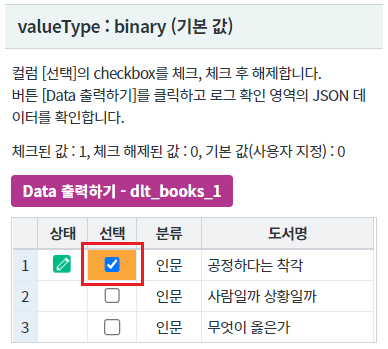 valueType : binary (기본 값)
컬럼 [선택]의 checkbox를 체크, 체크 후 해제합니다.
버튼 [Data 출력하기]를 클릭하고 로그 확인 영역의 JSON 데
이터를 확인합니다.
체크된 값 : 1, 체크 해제된 값 : 0, 기본 값(사용자 지정) : 0
Data 출력하기 - dlt_books_1
상태 선택 분류 도서명
1 인문 공정하다는 착각
2 인문 사람일까 상황일까
3 인문 무엇이 옳은가